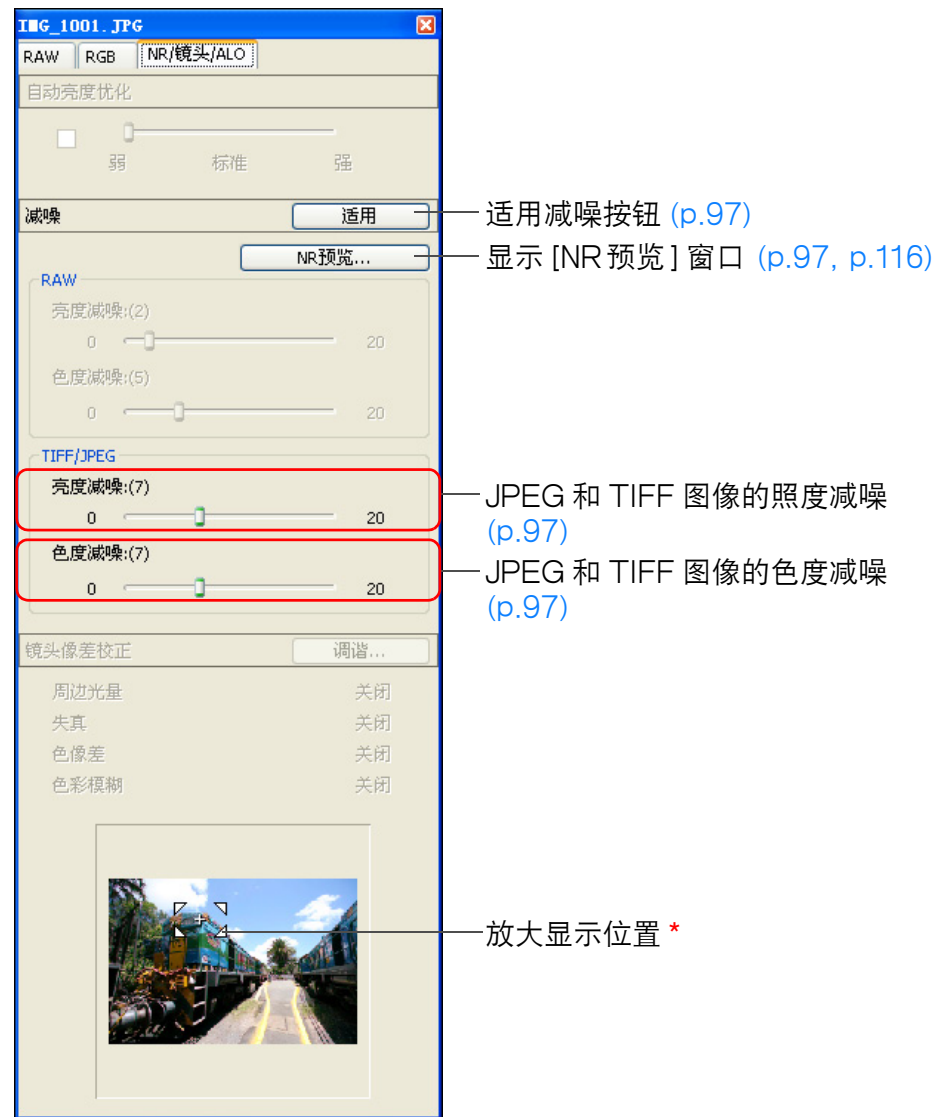 IMG_1001.JPG
RAW RGB NR/镜头/ALO
自动亮度优化
弱 标准 强
减噪 适用
适用减噪按钮 (p.97)
NR预览...
显示 [NR 预览 ] 窗口 (p.97, p.116)
RAW
亮度减噪:(2)
0 20
色度减噪:(5)
0 20
TIFF/JPEG
亮度减噪:(7)
0 20
JPEG 和 TIFF 图像的照度减噪
(p.97)
色度减噪:(7)
0 20
JPEG 和 TIFF 图像的色度减噪
(p.97)
镜头像差校正 调谐...
周边光量 关闭
失真 关闭
色像差 关闭
色彩模糊 关闭
放大显示位置 *